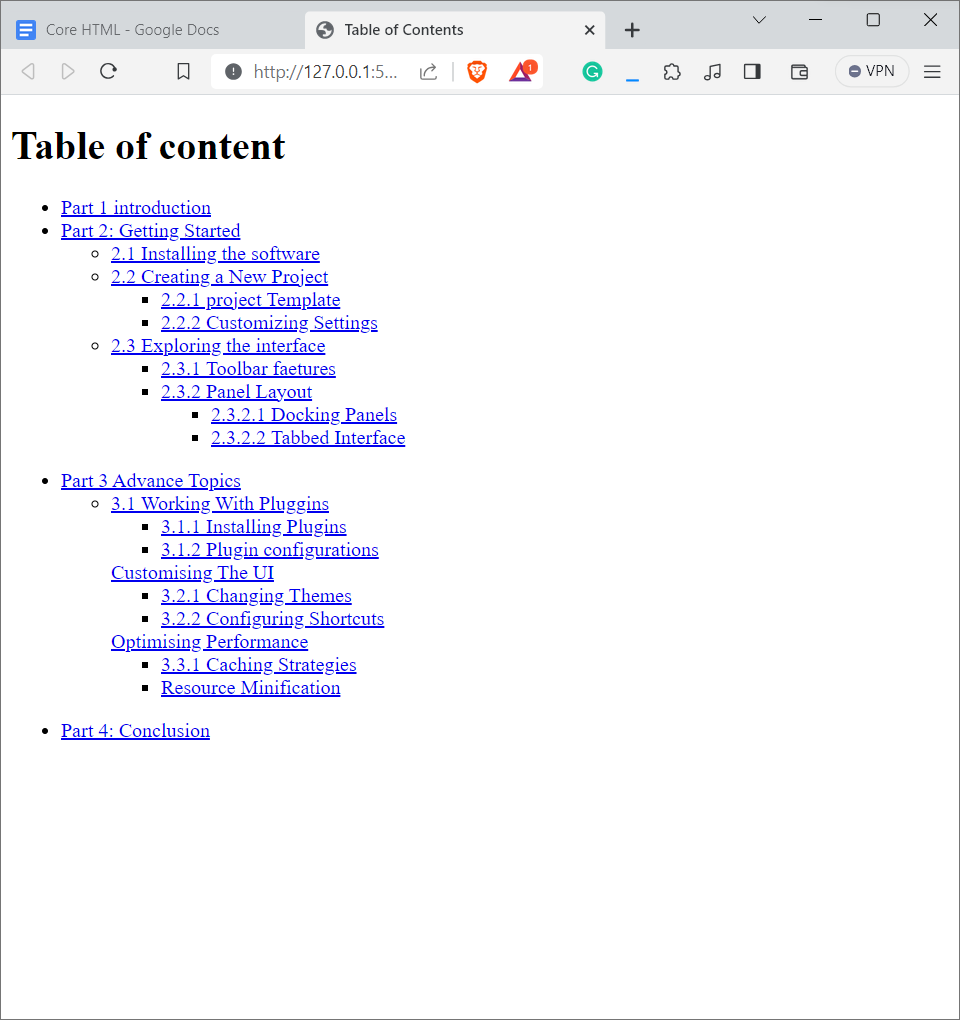 Core HTML - Google Docs
Table of Contents
http://127.0.0.1:5...
1
VPN
Table of content
Part 1 introduction
Part 2: Getting Started
2.1 Installing the software
2.2 Creating a New Project
2.2.1 project Template
2.2.2 Customizing Settings
2.3 Exploring the interface
2.3.1 Toolbar faetures
2.3.2 Panel Layout
2.3.2.1 Docking Panels
2.3.2.2 Tabbed Interface
Part 3 Advance Topics
3.1 Working With Pluggins
3.1.1 Installing Plugins
3.1.2 Plugin configurations
Customising The UI
3.2.1 Changing Themes
3.2.2 Configuring Shortcuts
Optimising Performance
3.3.1 Caching Strategies
Resource Minification
Part 4: Conclusion